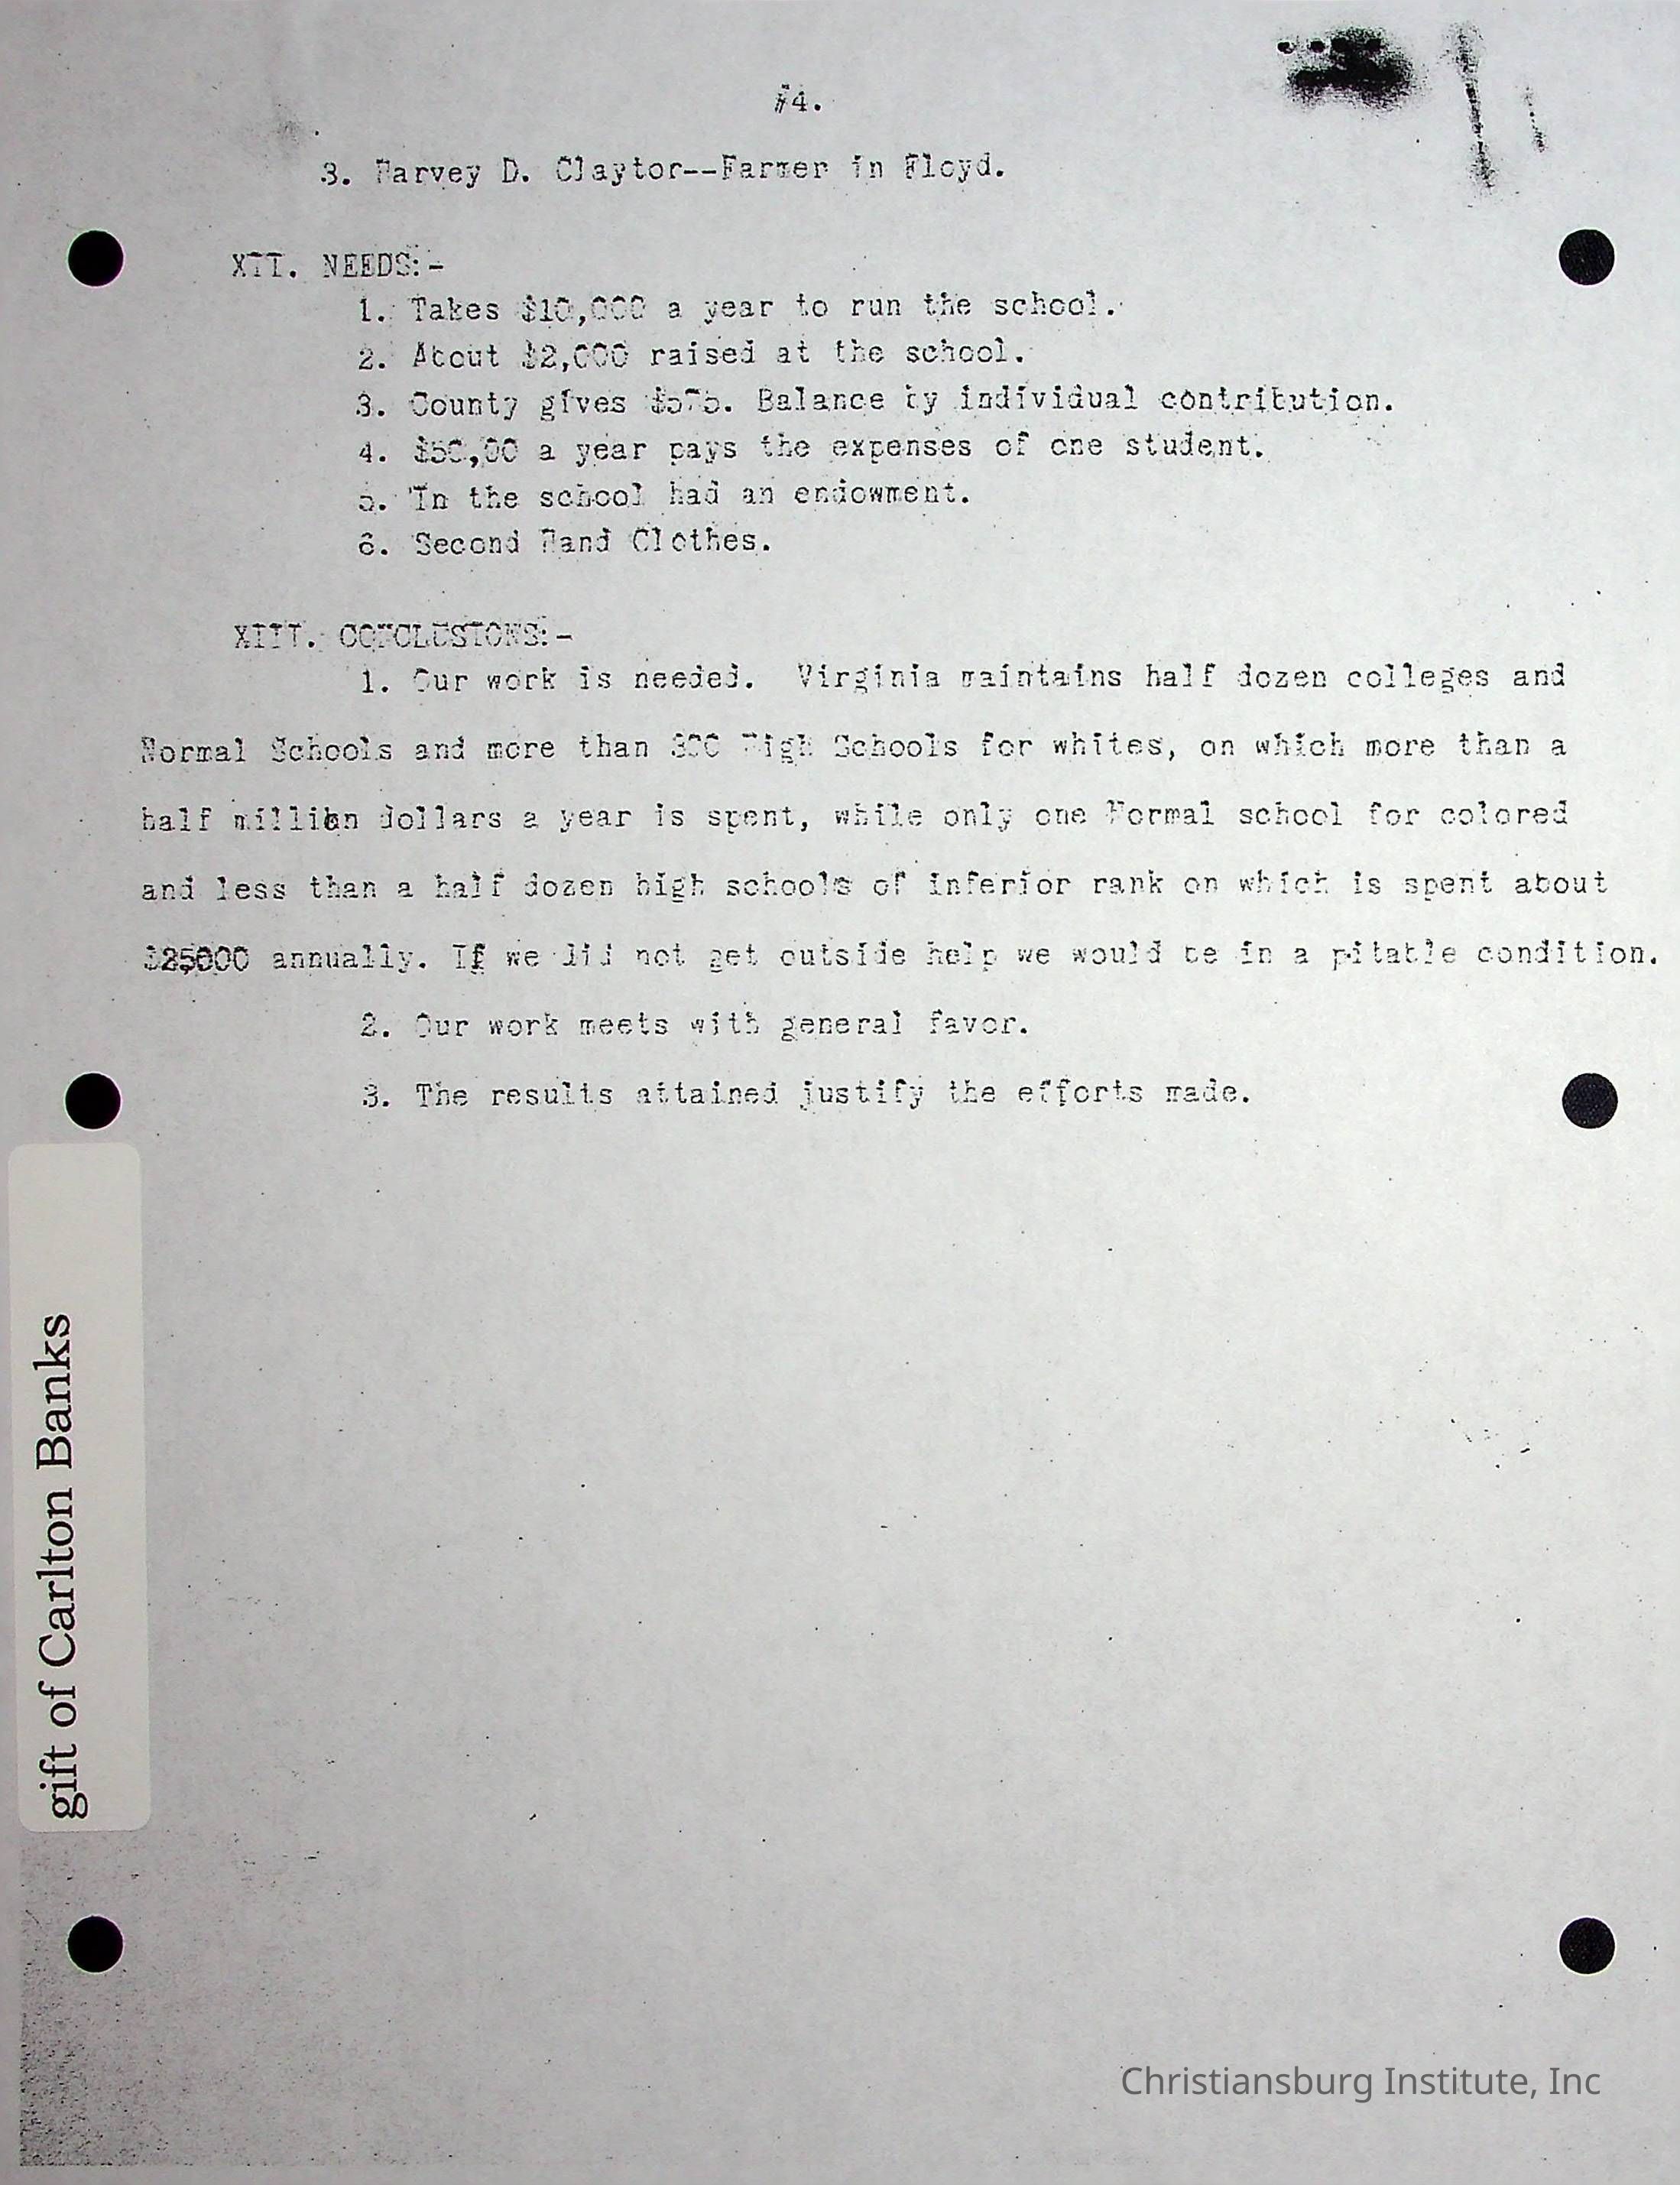 #4.
3. Harvey D. Claytor--Farmer in Floyd.
XII. NEEDS:-
1. Takes $10,000 a year to run the school.
2. About $2,000 raised at the school.
3. County gives $575. Balance by individual contribution.
4. $50,00 a year pays the expenses of one student.
5. In the school had an endowment.
6. Second Hand Clothes.
XIII. CONCLUSIONS:-
1. Our work is needed. Virginia maintains half dozen colleges and
Normal Schools and more than 300 High Schools for whites, on which more than a
half million dollars a year is spent, while only one Normal school for colored
and less than a half dozen high schools of inferior rank on which is spent about
$25000 annually. If we did not get outside help we would be in a pitable condition.
2. Our work meets with general favor.
3. The results attained justify the efforts made.
gift of Carlton Banks
Christiansburg Institute, Inc